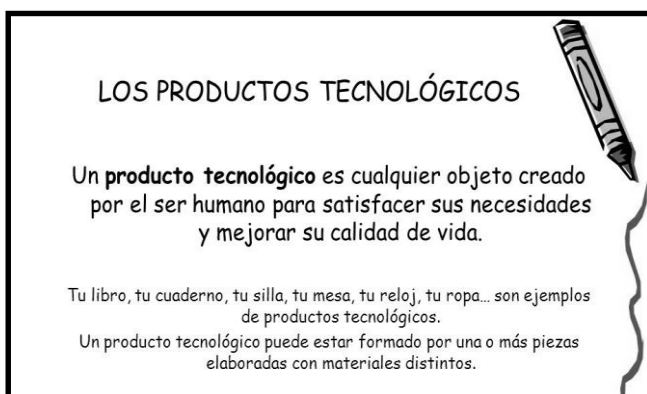 LOS PRODUCTOS TECNOLÓGICOS
Un producto tecnológico es cualquier objeto creado
por el ser humano para satisfacer sus necesidades
y mejorar su calidad de vida.
Tu libro, tu cuaderno, tu silla, tu mesa, tu reloj, tu ropa... son ejemplos
de productos tecnológicos.
Un producto tecnológico puede estar formado por una o más piezas
elaboradas con materiales distintos.